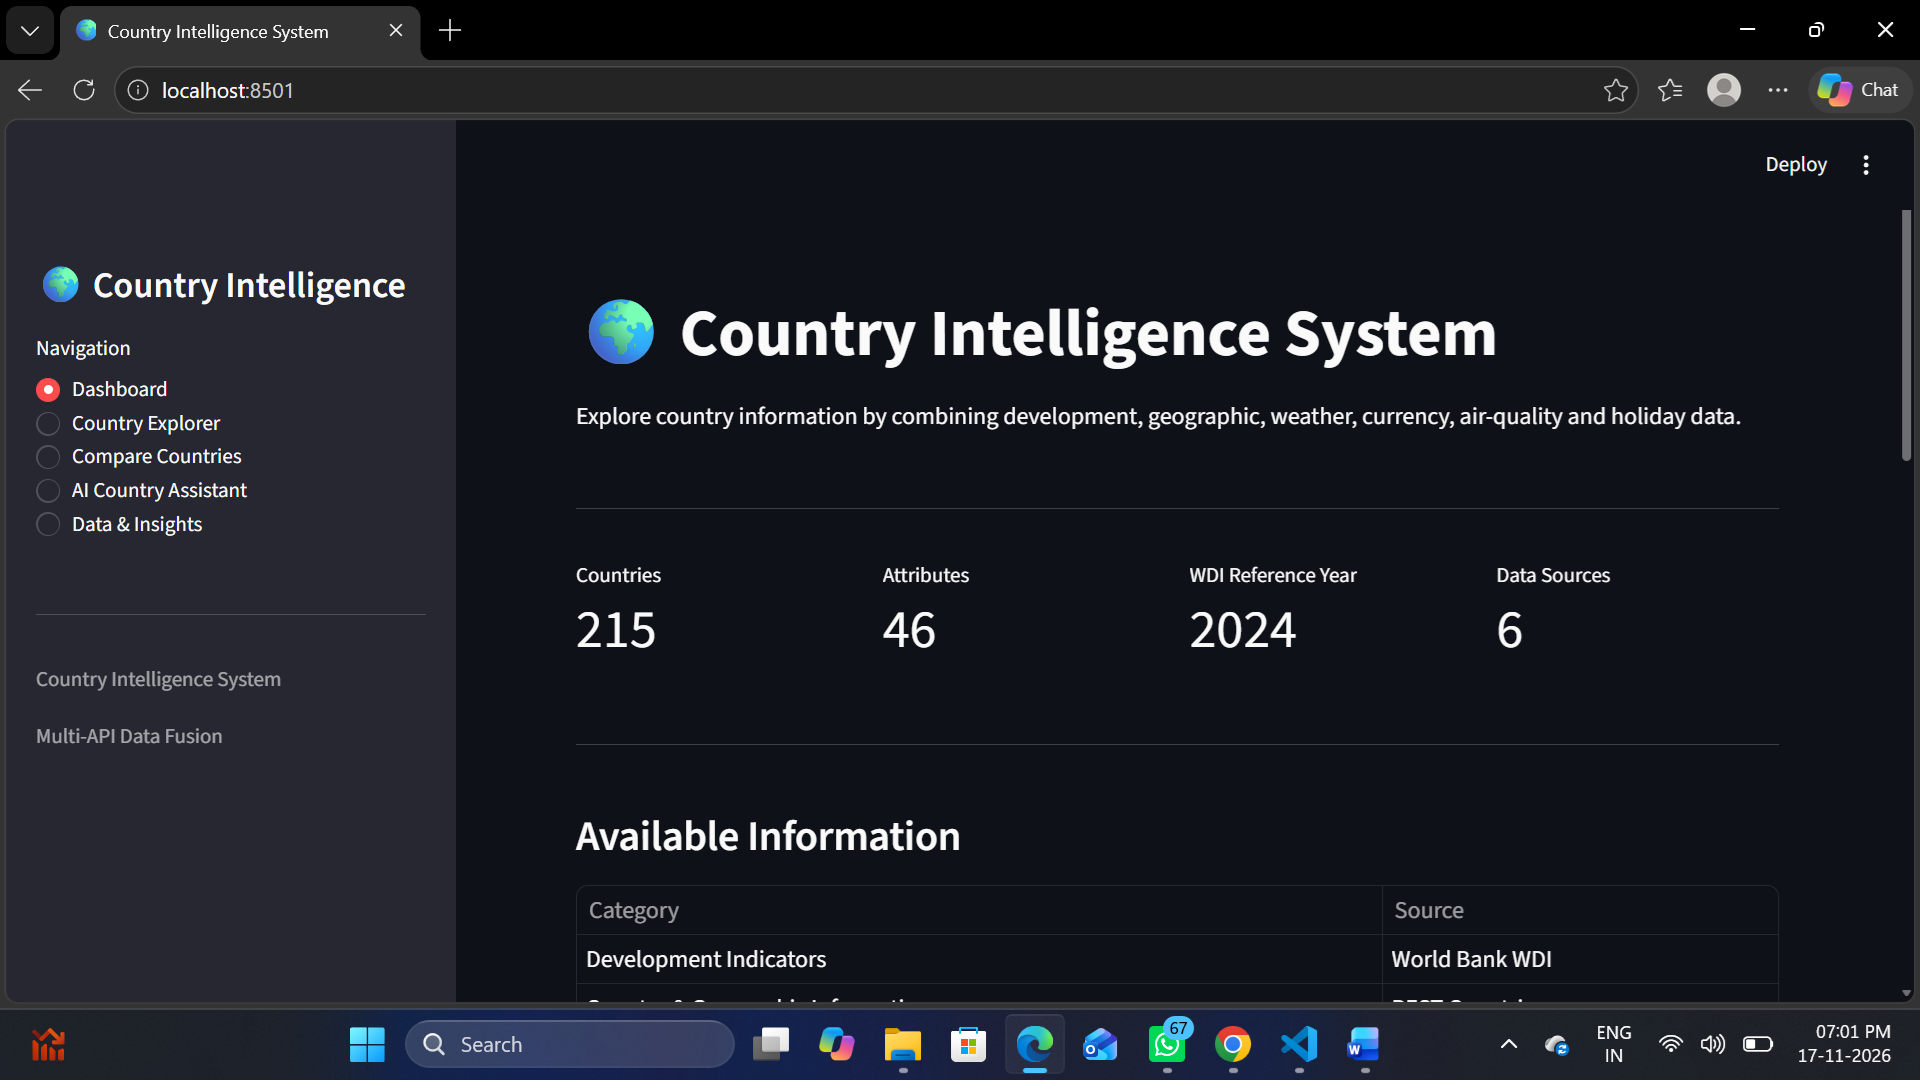 Country Intelligence System
localhost:8501
Chat
Deploy
Country Intelligence
Navigation
Dashboard
Country Explorer
Compare Countries
AI Country Assistant
Data & Insights
Country Intelligence System
Multi-API Data Fusion
Country Intelligence System
Explore country information by combining development, geographic, weather, currency, air-quality and holiday data.
Countries
Attributes
WDI Reference Year
Data Sources
215
46
2024
6
Available Information
Category
Source
Development Indicators
World Bank WDI
Search
67
ENG
IN
07:01 PM
17-11-2026